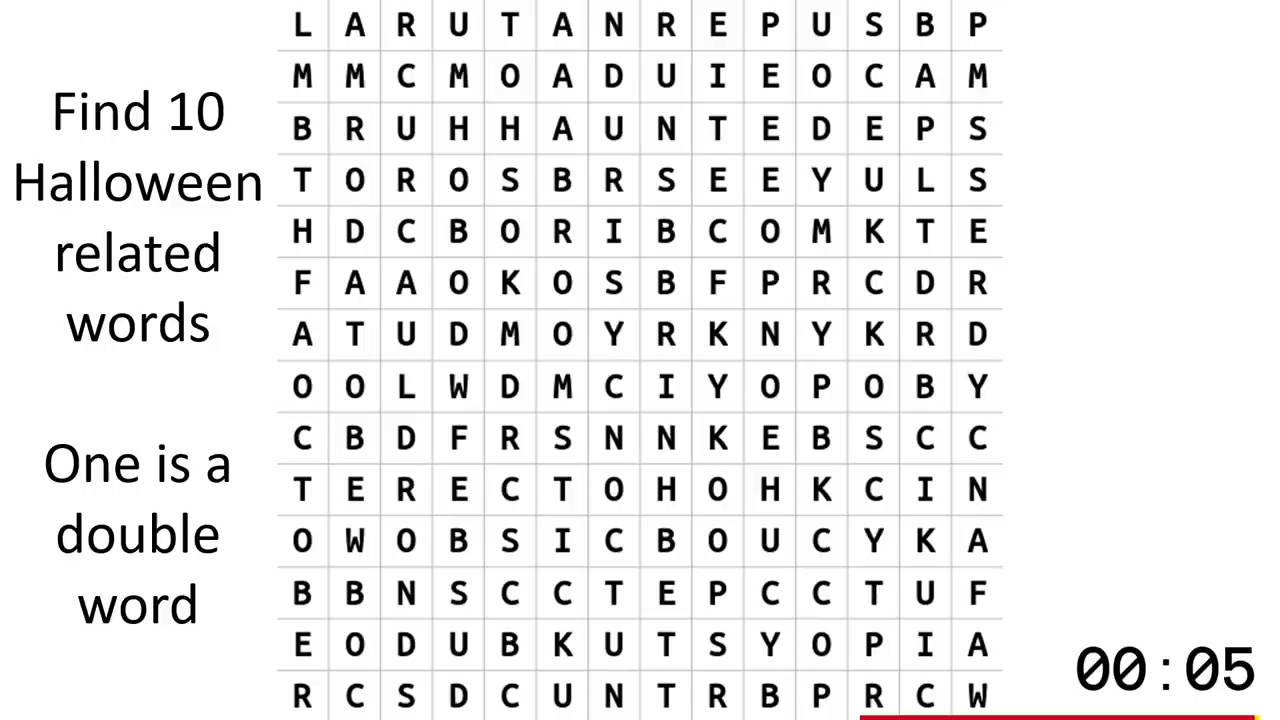 Find 10
Halloween
related
words
One is a
double
word
L A R U T A N R E P U S B P
M M C M O A D U I E O C A M
B R U H H A U N T E D E P S
T O R O S B R S E E Y U L S
H D C B O R I B C O M K T E
F A A O K O S B F P R C D R
A T U D M O Y R K N Y K R D
O O L W D M C I Y O P O B Y
C B D F R S N N K E B S C C
T E R E C T O H O H K C I N
O W O B S I C B O U C Y K A
B B N S C C T E P C C T U F
E O D U B K U T S Y O P I A
R C S D C U N T R B P R C W
00:05